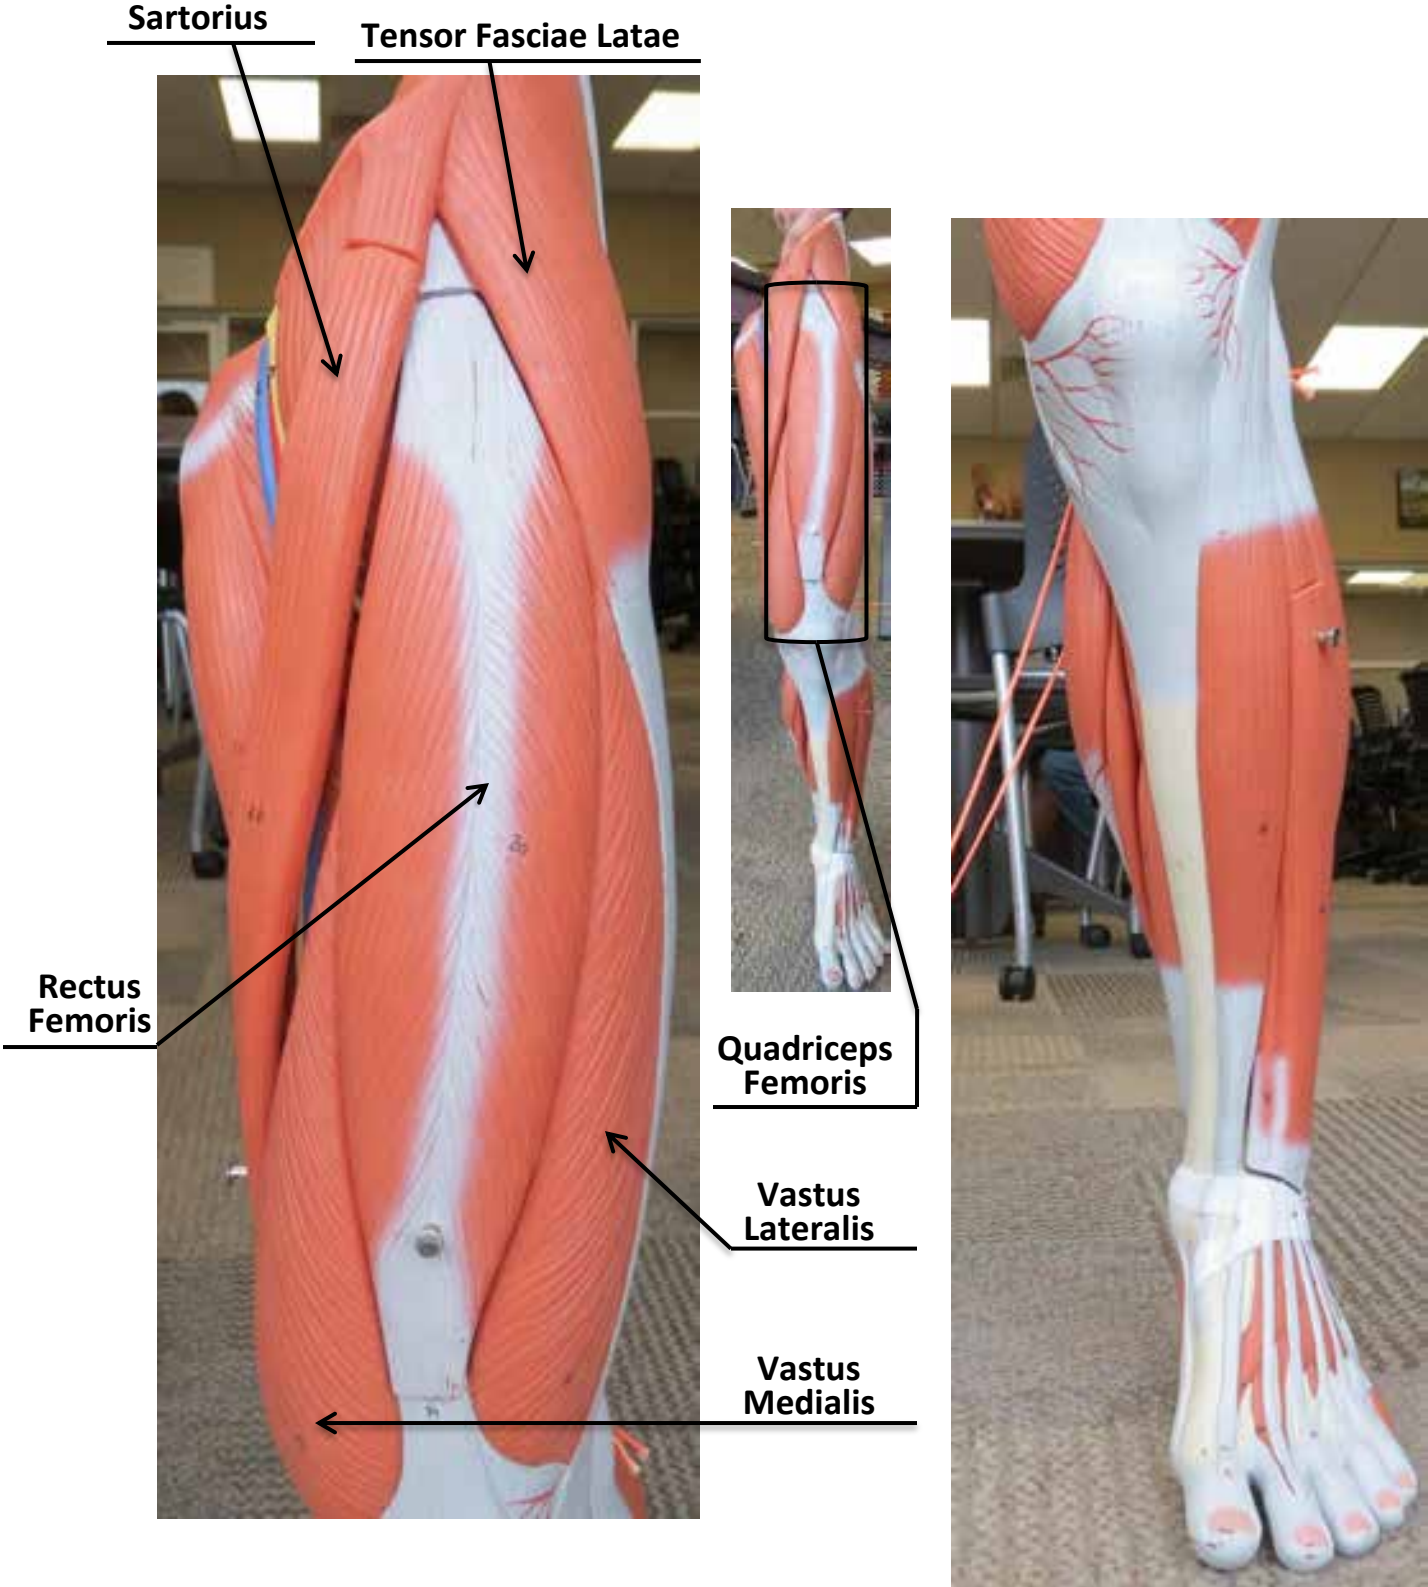 Sartorius
Tensor Fasciae Latae
Rectus
Femoris
Quadriceps
Femoris
Vastus
Lateralis
Vastus
Medialis